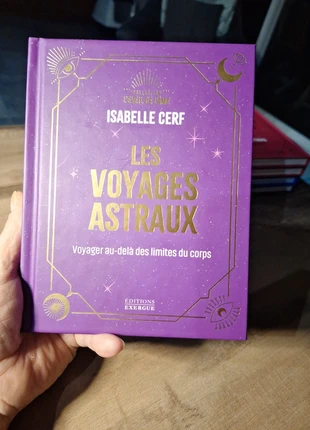 ISABELLE CERF
LES
VOYAGES
ASTRAUX
Voyager au-delà des limites du corps
EDITIONS
EXERGUE